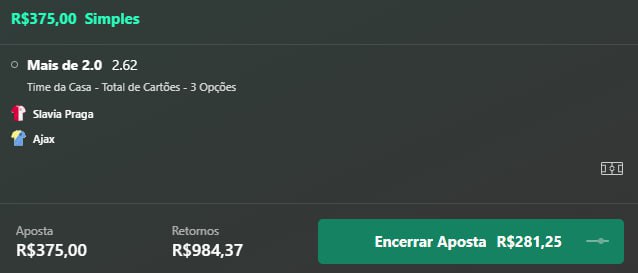 R$375,00 Simples
Mais de 2.0 2.62
Time da Casa - Total de Cartões - 3 Opções
Slavia Praga
Ajax
Aposta Retornos
R$375,00 R$984,37
Encerrar Aposta R$281,25